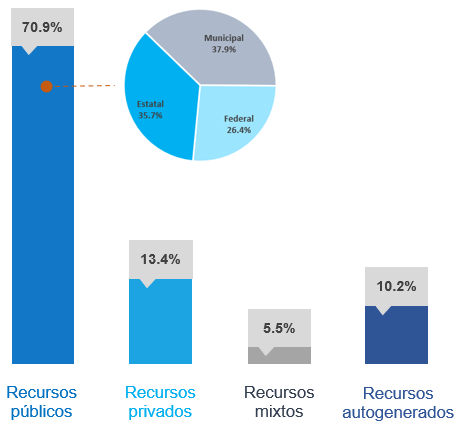 70.9%
Municipal
37.9%
Estatal
35.7%
Federal
26.4%
13.4%
5.5%
10.2%
Recursos
públicos
Recursos
privados
Recursos
mixtos
Recursos
autogenerados